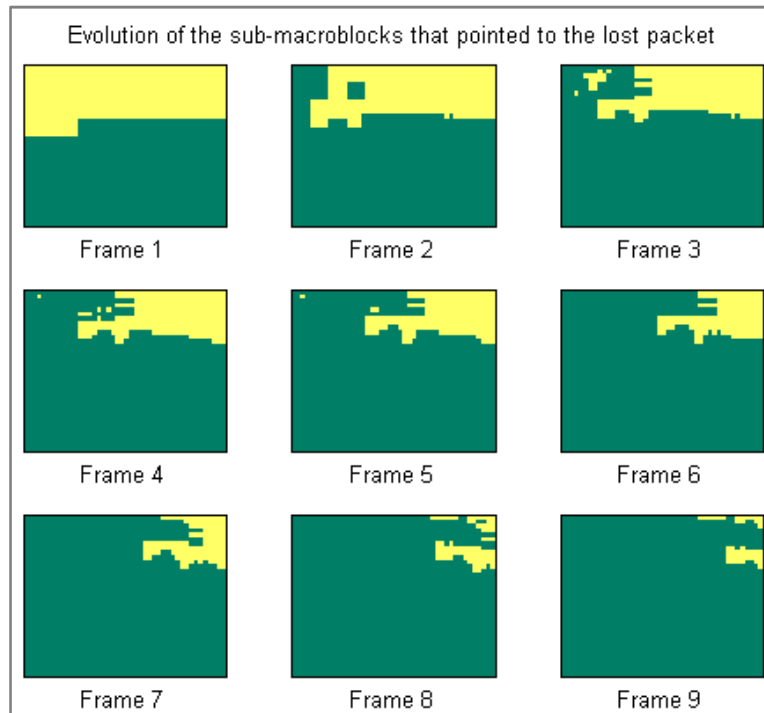 Evolution of the sub-macroblocks that pointed to the lost packet
Frame 1
Frame 2
Frame 3
Frame 4
Frame 5
Frame 6
Frame 7
Frame 8
Frame 9